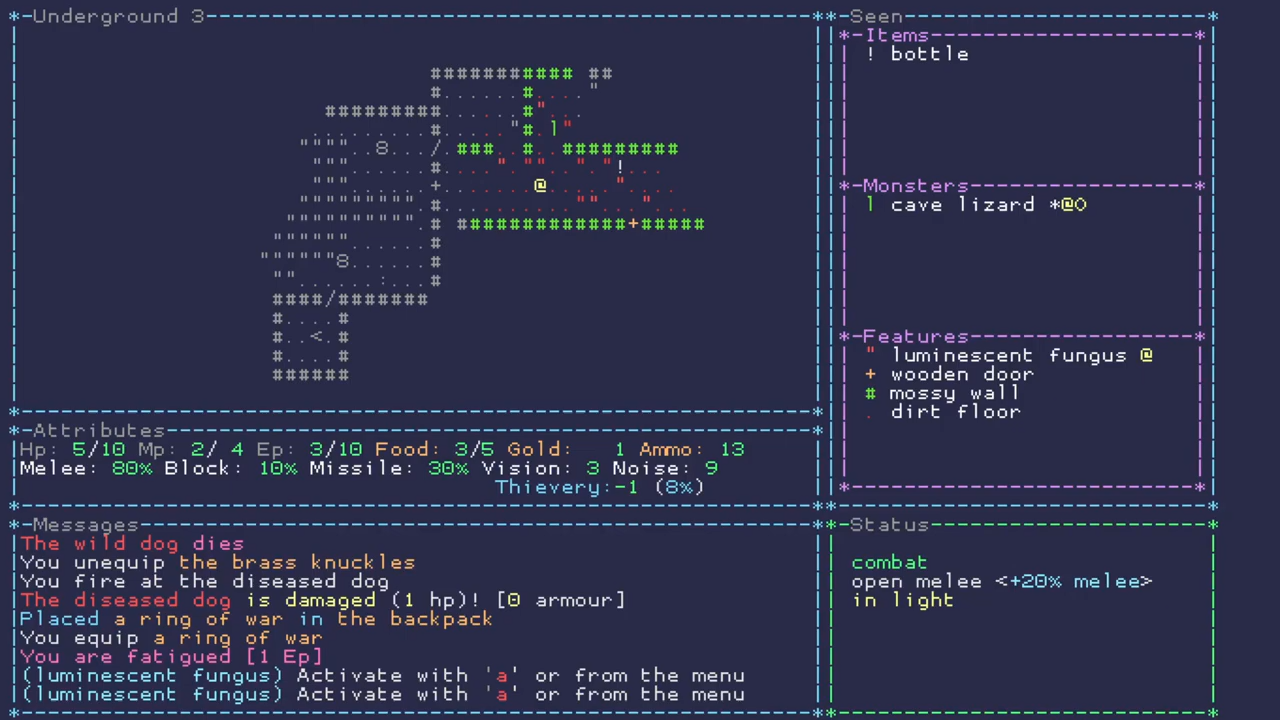 Underground 3
Seen
Items
! bottle
Monsters
l cave lizard *@O
Features
" luminescent fungus @
+ wooden door
# mossy wall
. dirt floor
Attributes
Hp: 5/10 Mp: 2/ 4 Ep: 3/10 Food: 3/5 Gold: 1 Ammo: 13
Melee: 80% Block: 10% Missile: 30% Vision: 3 Noise: 9
Thievery:-1 (8%)
Messages
The wild dog dies
You unequip the brass knuckles
You fire at the diseased dog
The diseased dog is damaged (1 hp)! [0 armour]
Placed a ring of war in the backpack
You equip a ring of war
You are fatigued [1 Ep]
(luminescent fungus) Activate with 'a' or from the menu
(luminescent fungus) Activate with 'a' or from the menu
Status
combat
open melee <+20% melee>
in light